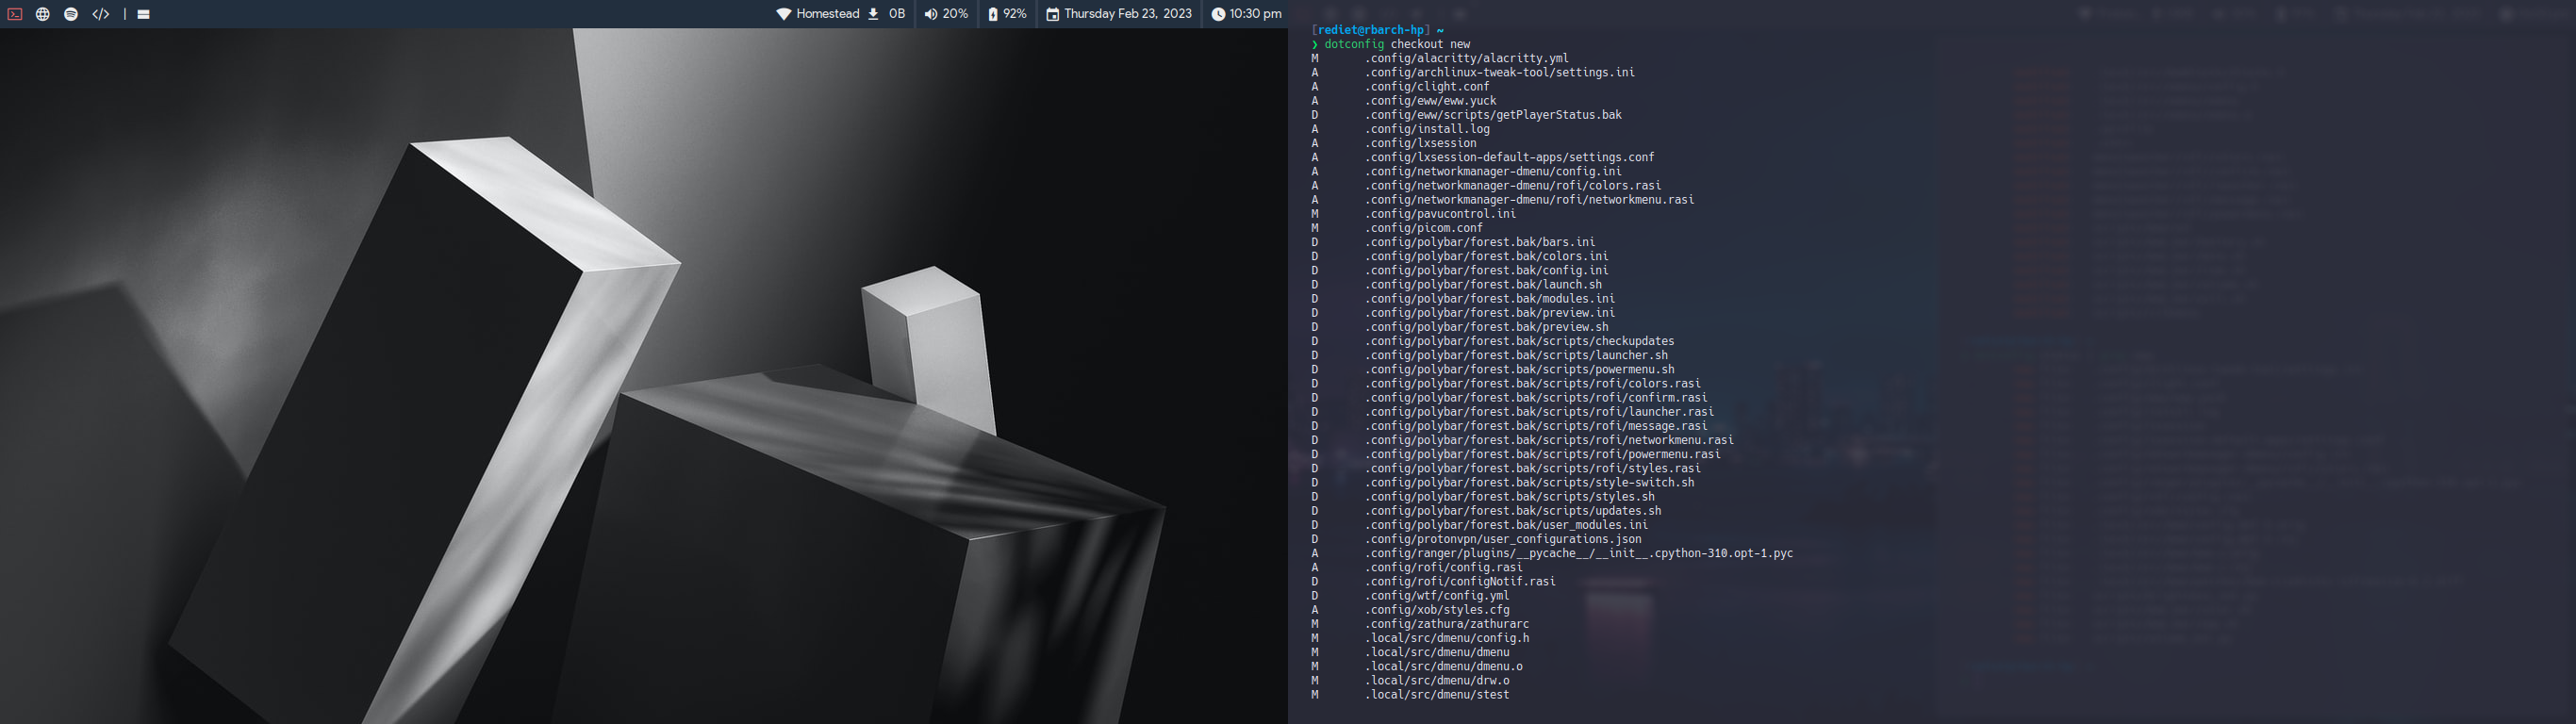 Homestead 0B 20% 92% Thursday Feb 23, 2023 10:30 pm
[redlet@rbarch-hp] ~
❯ dotconfig checkout new
M .config/alacritty/alacritty.yml
A .config/archlinux-tweak-tool/settings.ini
A .config/clight.conf
A .config/eww/eww.yuck
D .config/eww/scripts/getPlayerStatus.bak
A .config/install.log
A .config/lxsession
A .config/lxsession-default-apps/settings.conf
A .config/networkmanager-dmenu/config.ini
A .config/networkmanager-dmenu/rofi/colors.rasi
A .config/networkmanager-dmenu/rofi/networkmenu.rasi
M .config/pavucontrol.ini
M .config/picom.conf
D .config/polybar/forest.bak/bars.ini
D .config/polybar/forest.bak/colors.ini
D .config/polybar/forest.bak/config.ini
D .config/polybar/forest.bak/launch.sh
D .config/polybar/forest.bak/modules.ini
D .config/polybar/forest.bak/preview.ini
D .config/polybar/forest.bak/preview.sh
D .config/polybar/forest.bak/scripts/checkupdates
D .config/polybar/forest.bak/scripts/launcher.sh
D .config/polybar/forest.bak/scripts/powermenu.sh
D .config/polybar/forest.bak/scripts/rofi/colors.rasi
D .config/polybar/forest.bak/scripts/rofi/confirm.rasi
D .config/polybar/forest.bak/scripts/rofi/launcher.rasi
D .config/polybar/forest.bak/scripts/rofi/message.rasi
D .config/polybar/forest.bak/scripts/rofi/networkmenu.rasi
D .config/polybar/forest.bak/scripts/rofi/powermenu.rasi
D .config/polybar/forest.bak/scripts/rofi/styles.rasi
D .config/polybar/forest.bak/scripts/style-switch.sh
D .config/polybar/forest.bak/scripts/styles.sh
D .config/polybar/forest.bak/scripts/updates.sh
D .config/polybar/forest.bak/user_modules.ini
D .config/protonvpn/user_configurations.json
A .config/ranger/plugins/__pycache__/__init__.cpython-310.opt-1.pyc
A .config/rofi/config.rasi
D .config/rofi/configNotif.rasi
D .config/wtf/config.yml
A .config/xob/styles.cfg
M .config/zathura/zathurarc
M .local/src/dmenu/config.h
M .local/src/dmenu/dmenu
M .local/src/dmenu/dmenu.o
M .local/src/dmenu/drw.o
M .local/src/dmenu/stest